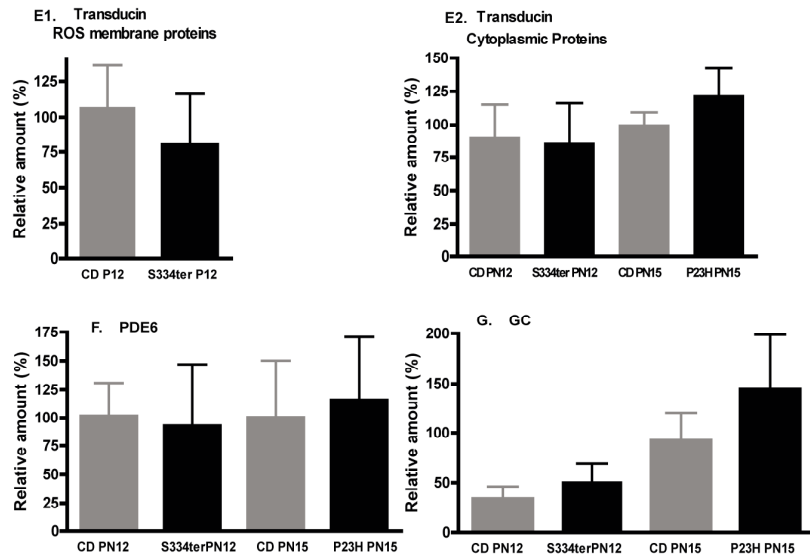 E1. Transducin
ROS membrane proteins
Relative amount (%)
125
100
75
50
25
0
CD P12 S334ter P12
E2. Transducin
Cytoplasmic Proteins
Relative amount (%)
150
125
100
75
50
25
0
CD PN12 S334ter PN12 CD PN15 P23H PN15
F. PDE6
Relative amount (%)
175
150
125
100
75
50
25
0
CD PN12 S334terPN12 CD PN15 P23H PN15
G. GC
Relative amount (%)
200
150
100
50
0
CD PN12 S334terPN12 CD PN15 P23H PN15